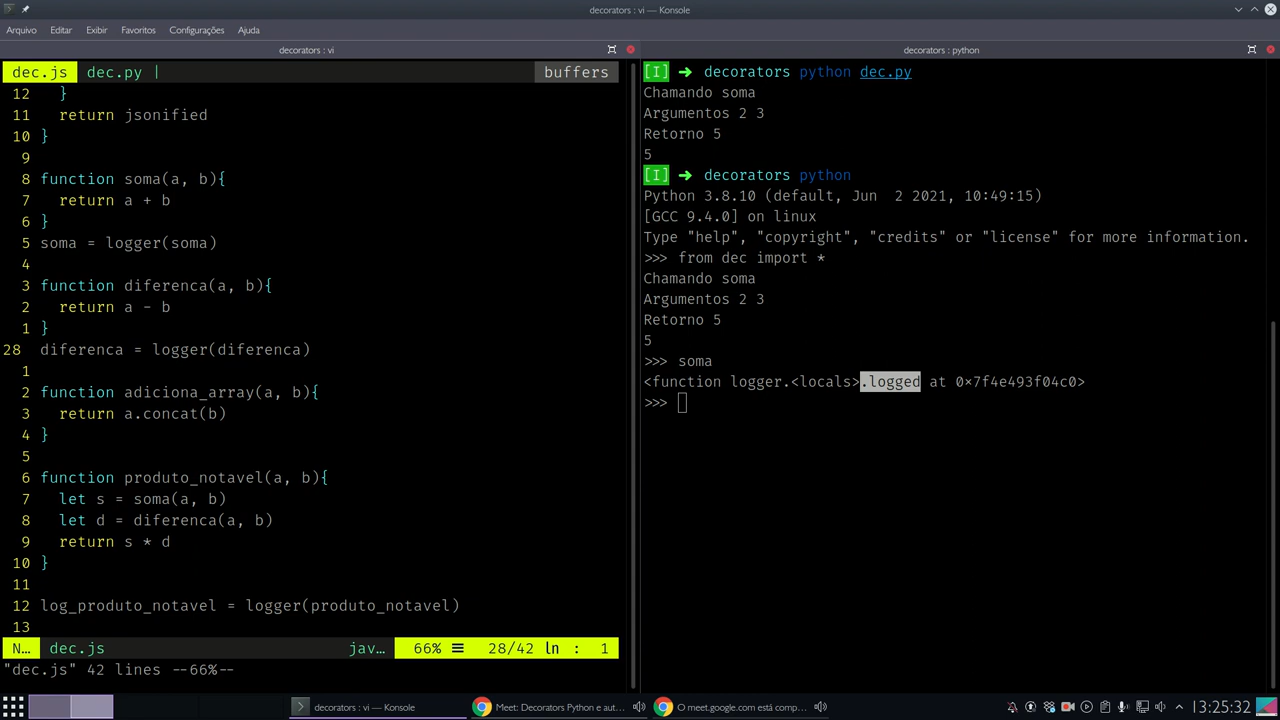 decorators : vi — Konsole
Arquivo Editar Exibir Favoritos Configurações Ajuda
decorators : vi
dec.js dec.py | buffers
12 }
11 return jsonified
10 }
9
8 function soma(a, b){
7 return a + b
6 }
5 soma = logger(soma)
4
3 function diferenca(a, b){
2 return a - b
1 }
28 diferenca = logger(diferenca)
1
2 function adiciona_array(a, b){
3 return a.concat(b)
4 }
5
6 function produto_notavel(a, b){
7 let s = soma(a, b)
8 let d = diferenca(a, b)
9 return s * d
10 }
11
12 log_produto_notavel = logger(produto_notavel)
13
N… dec.js jav… 66% ☰ 28/42 ln : 1
"dec.js" 42 lines --66%--
decorators : python
[I] ➜ decorators python dec.py
Chamando soma
Argumentos 2 3
Retorno 5
5
[I] ➜ decorators python
Python 3.8.10 (default, Jun 2 2021, 10:49:15)
[GCC 9.4.0] on linux
Type "help", "copyright", "credits" or "license" for more information.
>>> from dec import *
Chamando soma
Argumentos 2 3
Retorno 5
5
>>> soma
<function logger.<locals>.logged at 0×7f4e493f04c0>
>>>
decorators : vi — Konsole
Meet: Decorators Python e aut…
O meet.google.com está comp…
13:25:32